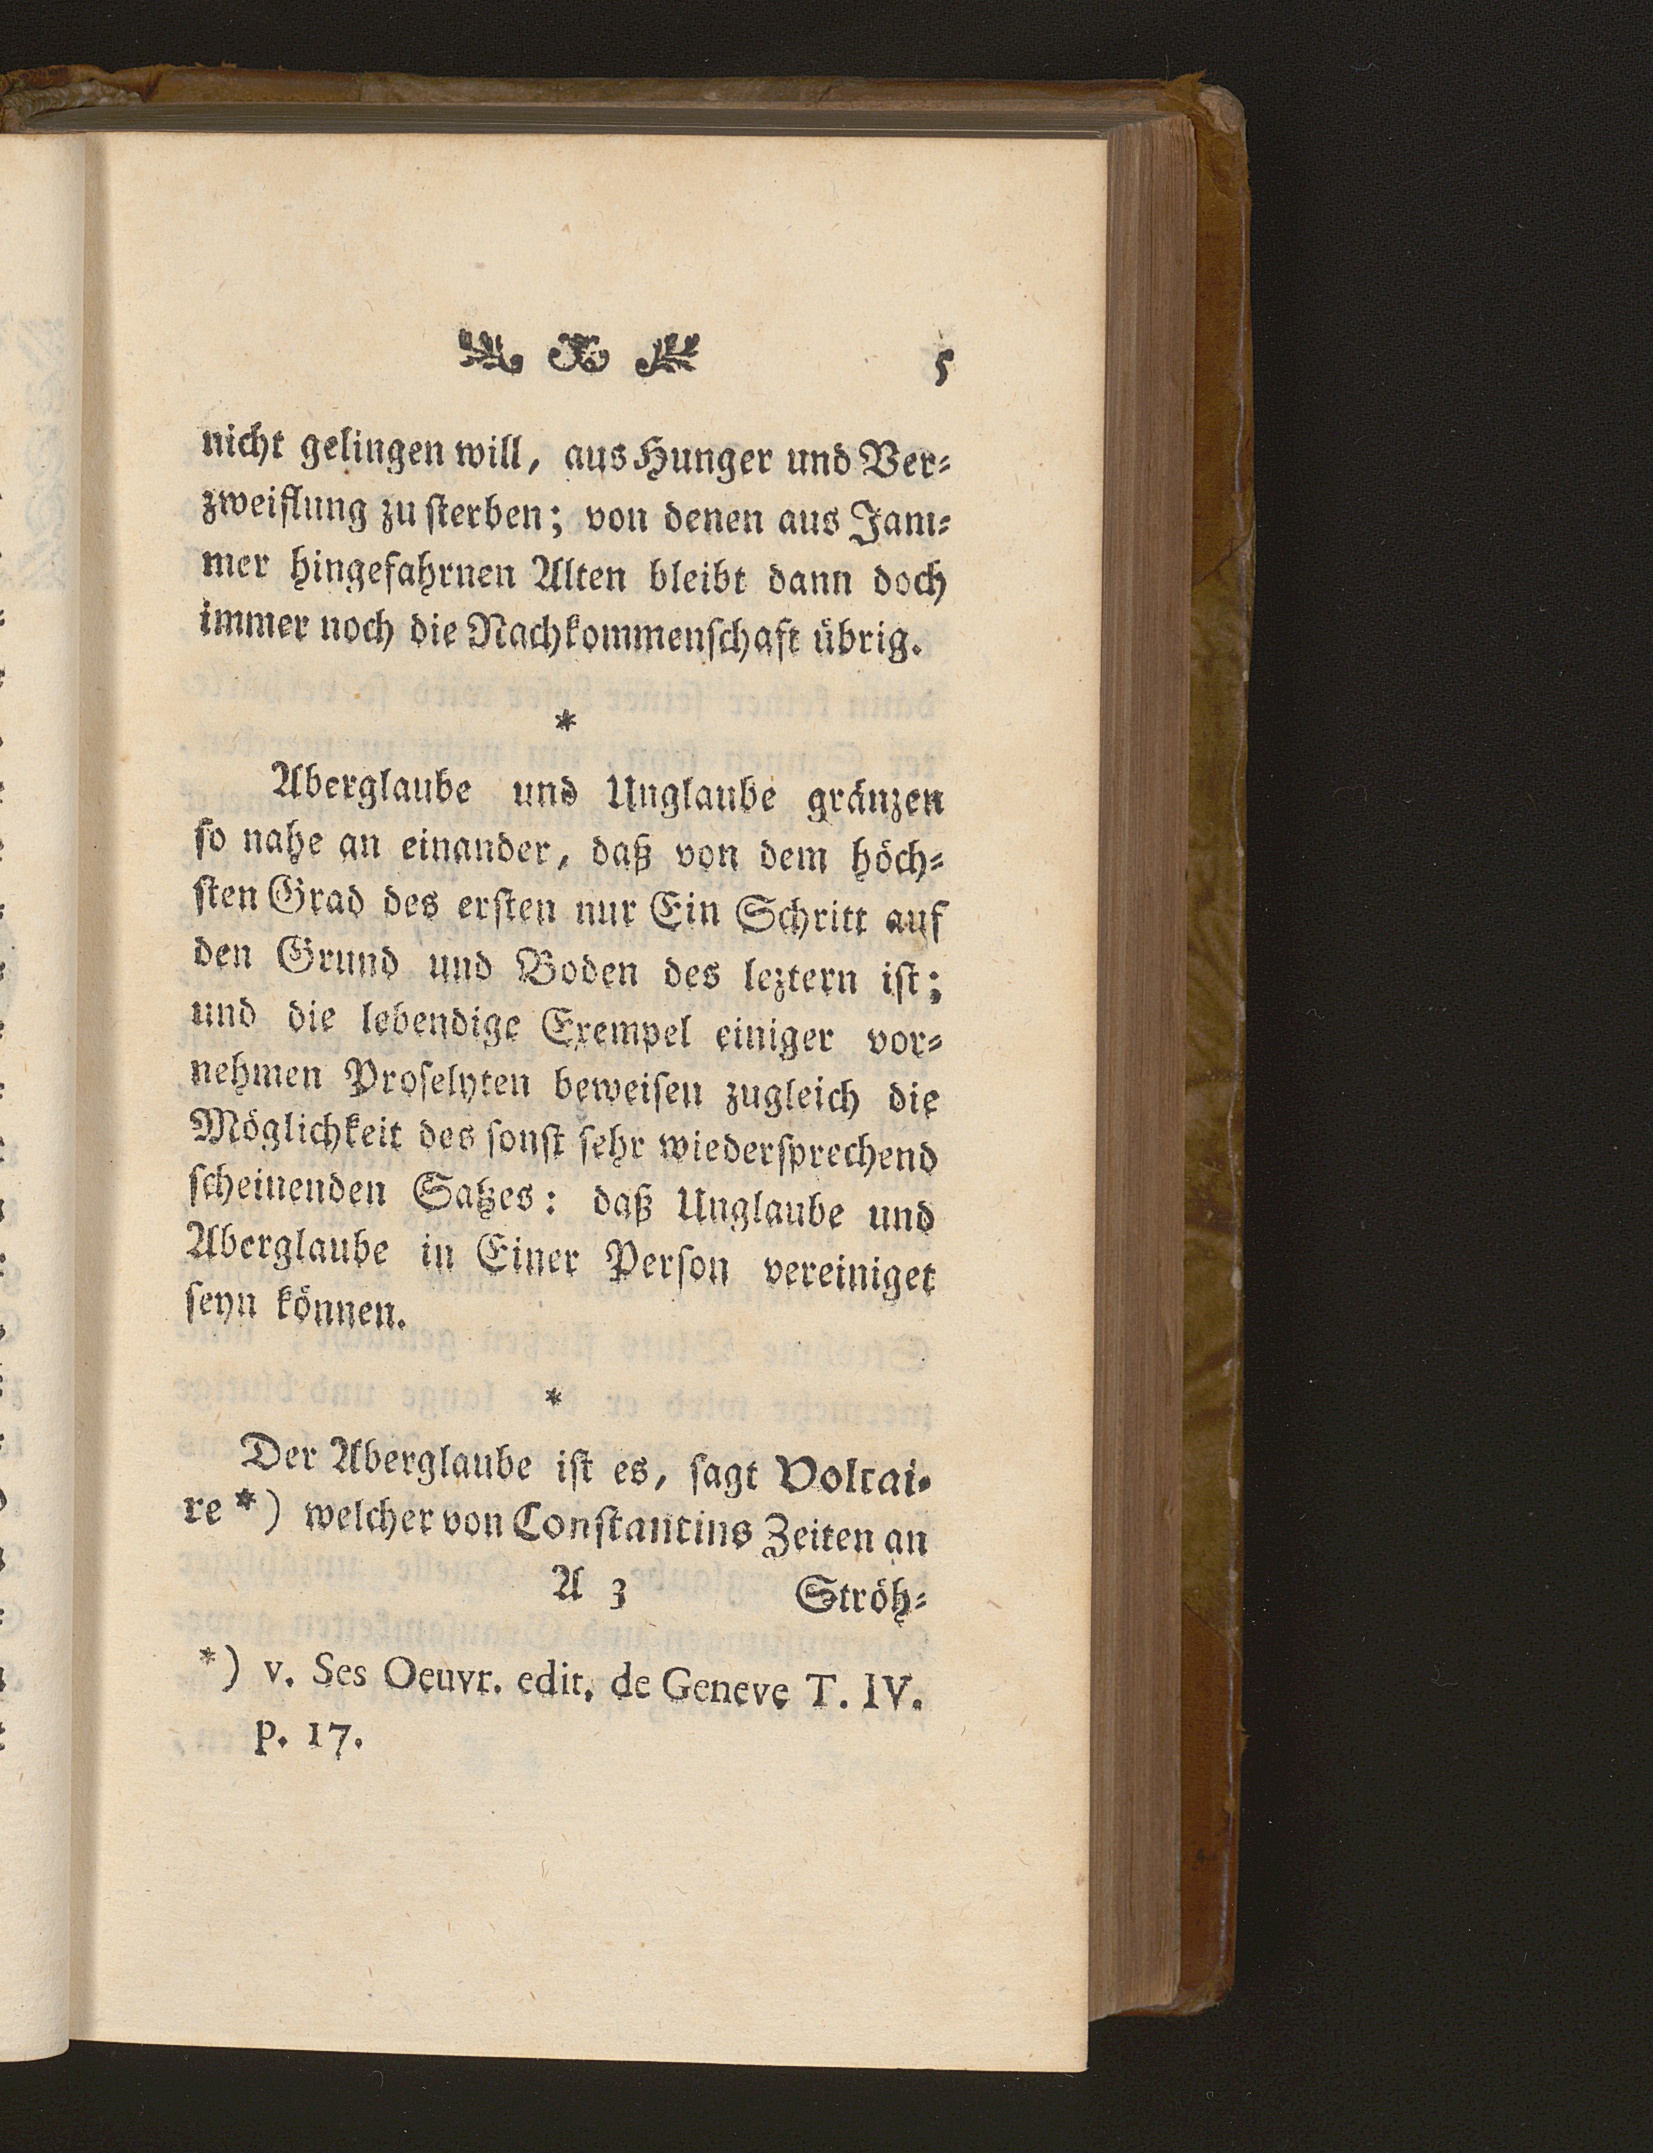 5
nicht gelingen will, aus Hunger und Ver⸗
zweiflung zu ſterben; von denen aus Jam⸗
mer hingefahrnen Alten bleibt dann doch
immer noch die Nachkommenſchaft übrig.
*
Aberglaube und Unglaube gränzen
ſo nahe an einander, daß von dem höch⸗
ſten Grad des erſten nur Ein Schritt auf
den Grund und Boden des leztern iſt;
und die lebendige Exempel einiger vor⸗
nehmen Proſelyten beweiſen zugleich die
Möglichkeit des ſonſt ſehr wiederſprechend
ſcheinenden Satzes: daß Unglaube und
Aberglaube in Einer Perſon vereiniget
ſeyn können.
*
Der Aberglaube iſt es, ſagt Voltai⸗
re *) welcher von Conſtantins Zeiten an
A 3 Ströh⸗
*) v. Ses Oeuvr. edit. de Geneve T. IV.
p. 17.